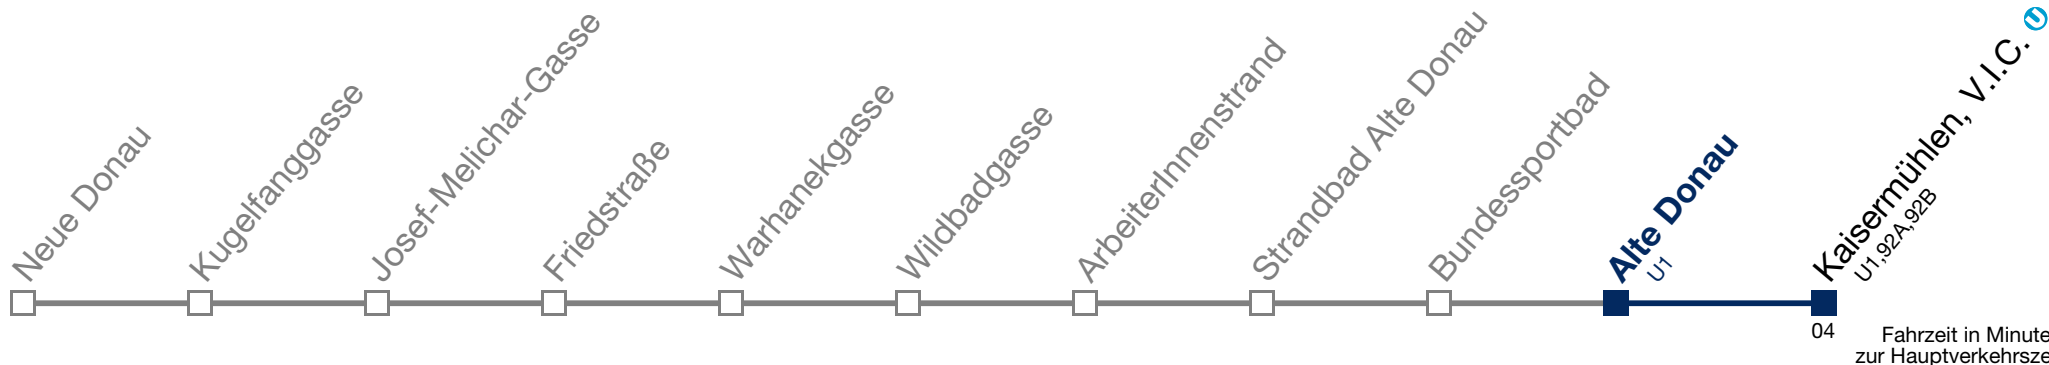 Neue Donau
Kugelfanggasse
Josef-Melichar-Gasse
Friedstraße
Warhanekgasse
Wildbadgasse
ArbeiterInnenstrand
Strandbad Alte Donau
Bundessportbad
Alte Donau
U1
Kaisermühlen, V.I.C.
U1,92A,92B
04
Fahrzeit in Minute
zur Hauptverkehrsze